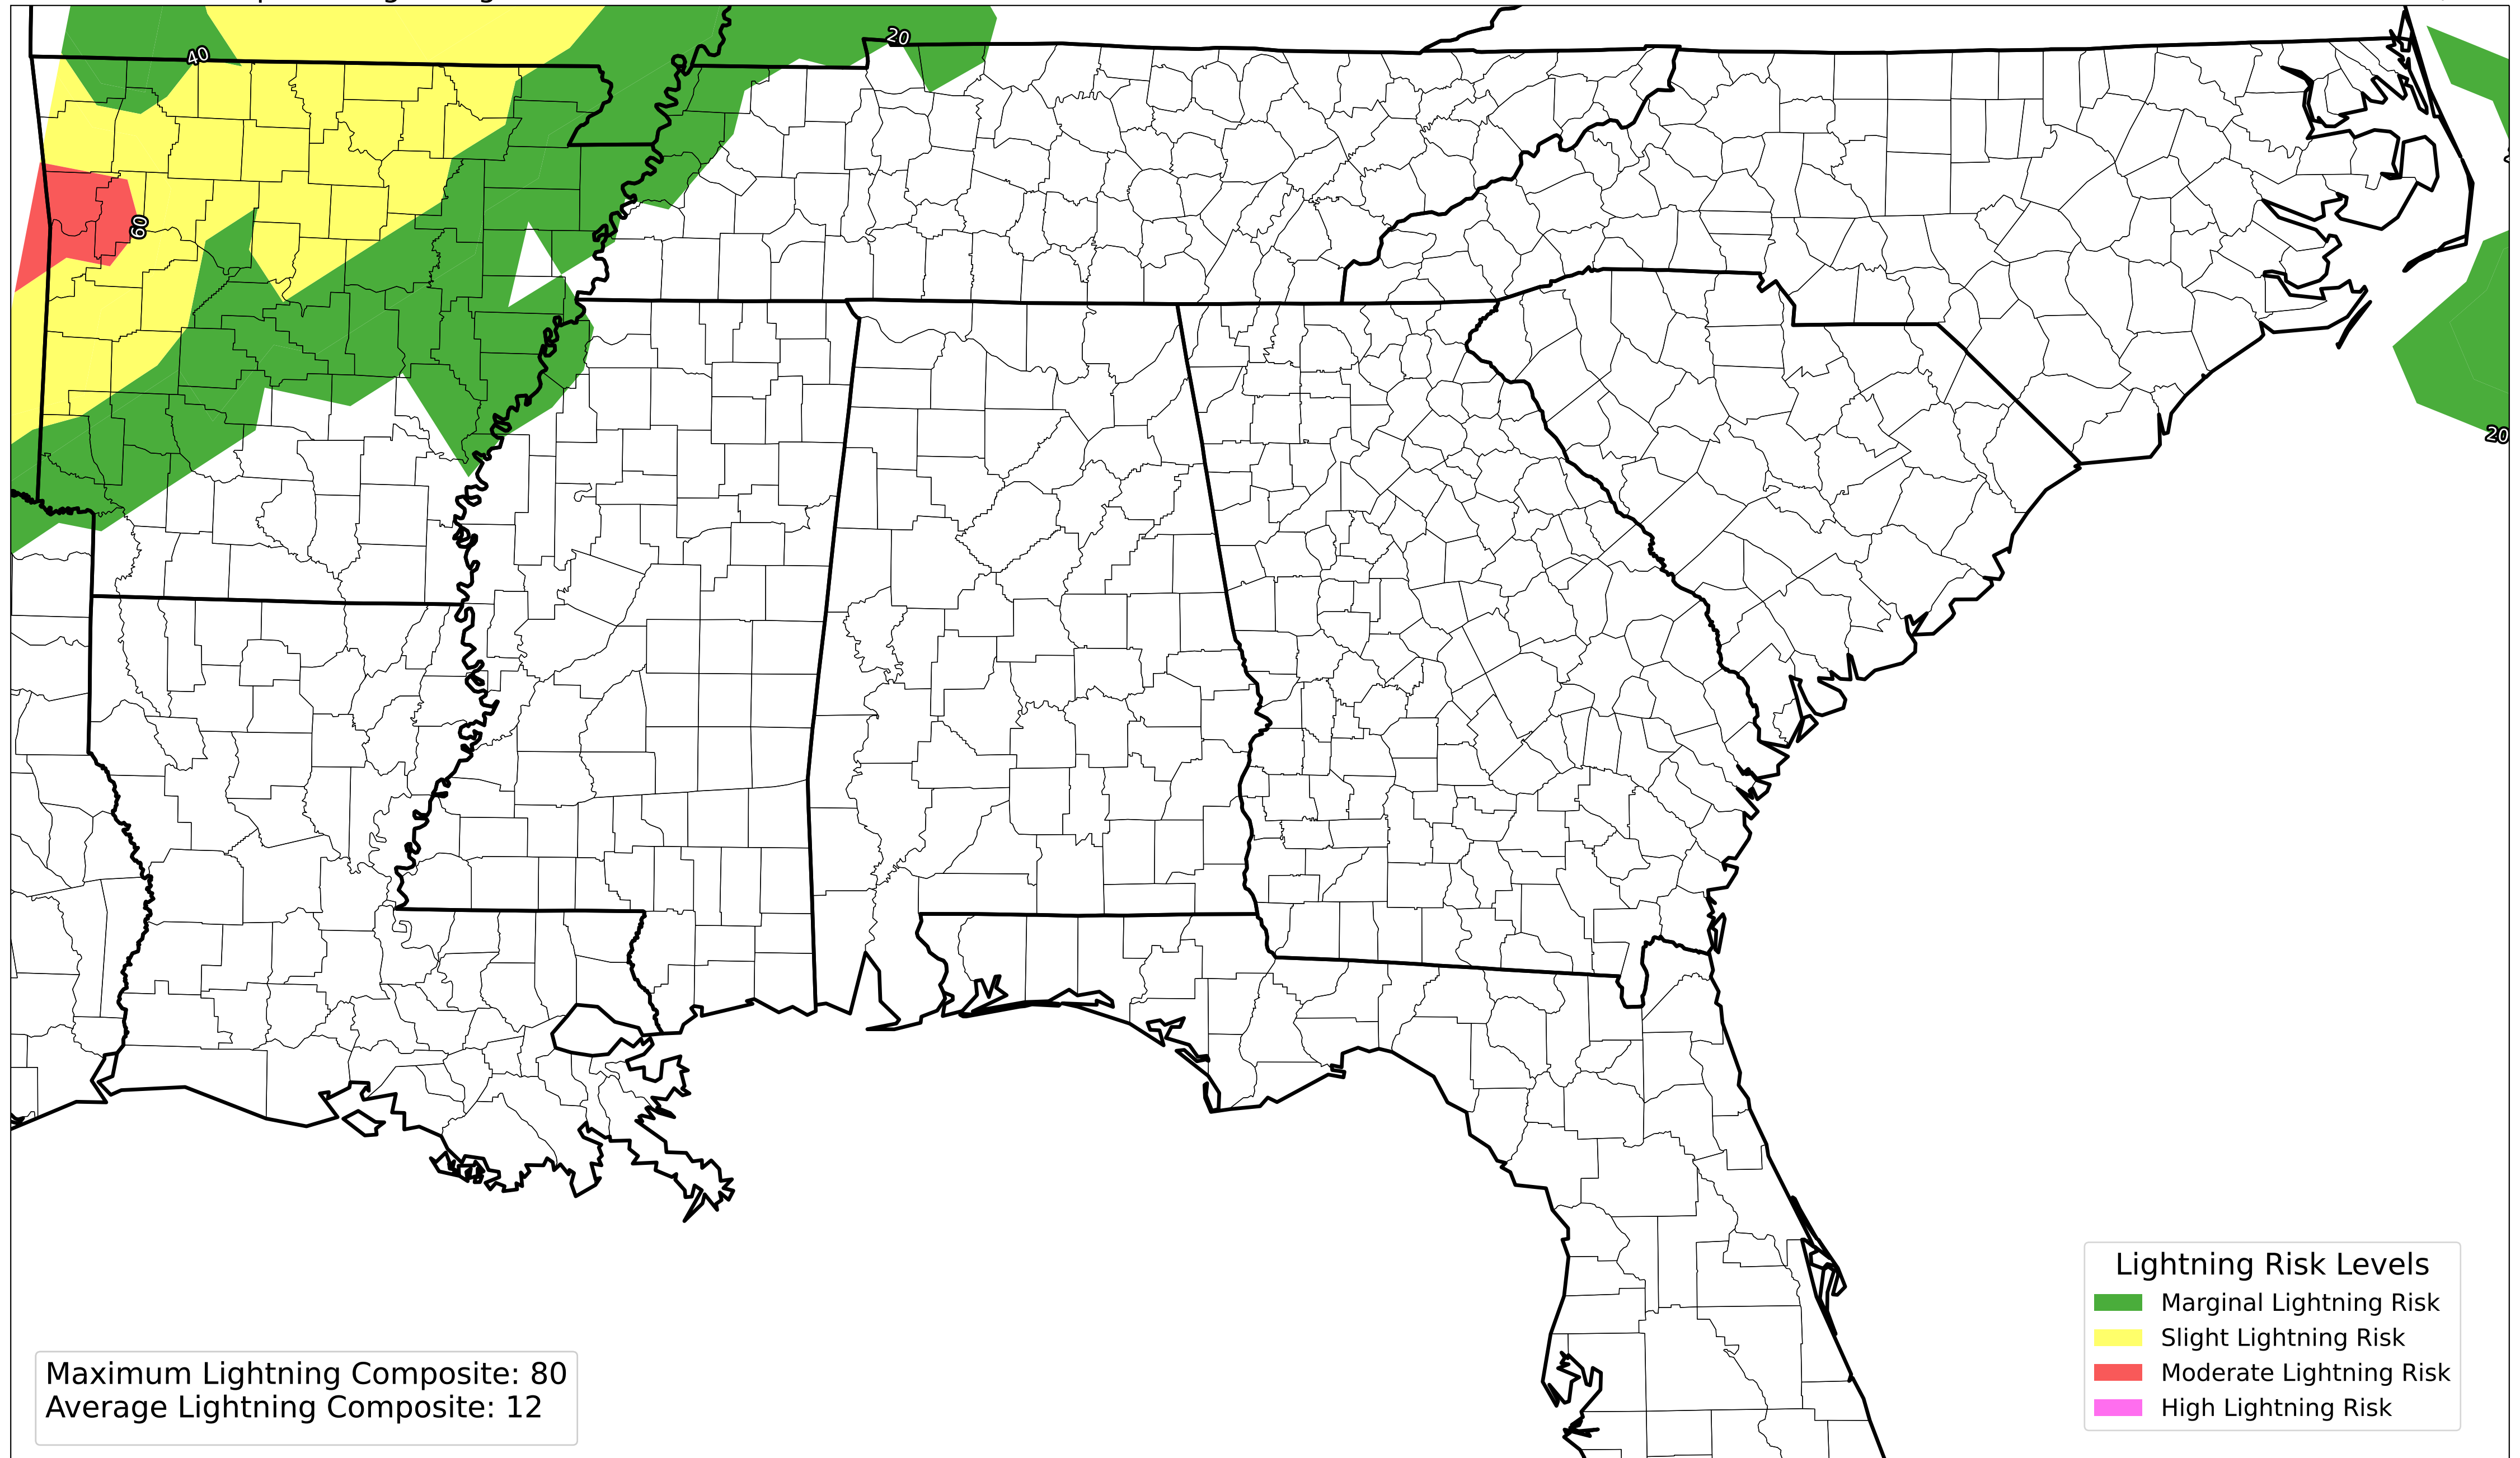 20
40
60
20
Lightning Risk Levels
Marginal Lightning Risk
Slight Lightning Risk
Moderate Lightning Risk
High Lightning Risk
Maximum Lightning Composite: 80
Average Lightning Composite: 12